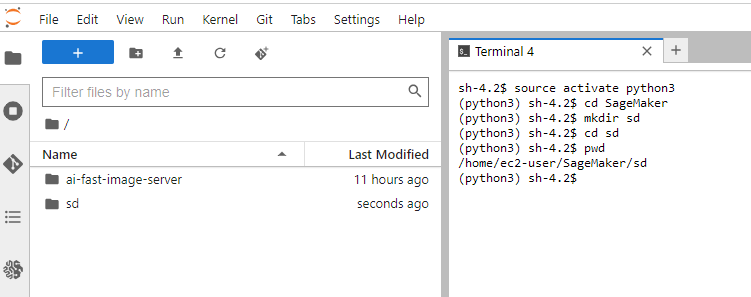 File Edit View Run Kernel Git Tabs Settings Help
+
Filter files by name
/
Name Last Modified
ai-fast-image-server 11 hours ago
sd seconds ago
Terminal 4
sh-4.2$ source activate python3
(python3) sh-4.2$ cd SageMaker
(python3) sh-4.2$ mkdir sd
(python3) sh-4.2$ cd sd
(python3) sh-4.2$ pwd
/home/ec2-user/SageMaker/sd
(python3) sh-4.2$